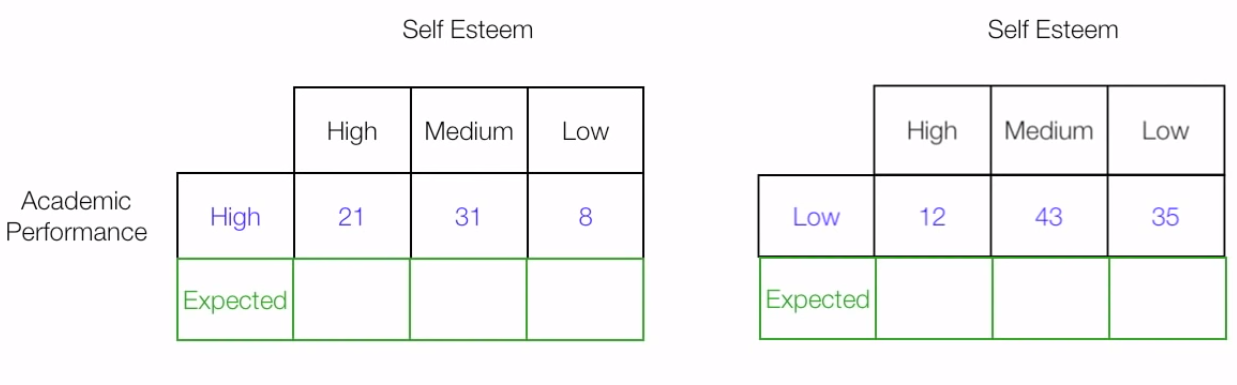 Self Esteem
High Medium Low
Academic
Performance
High 21 31 8
Expected
Self Esteem
High Medium Low
Low 12 43 35
Expected